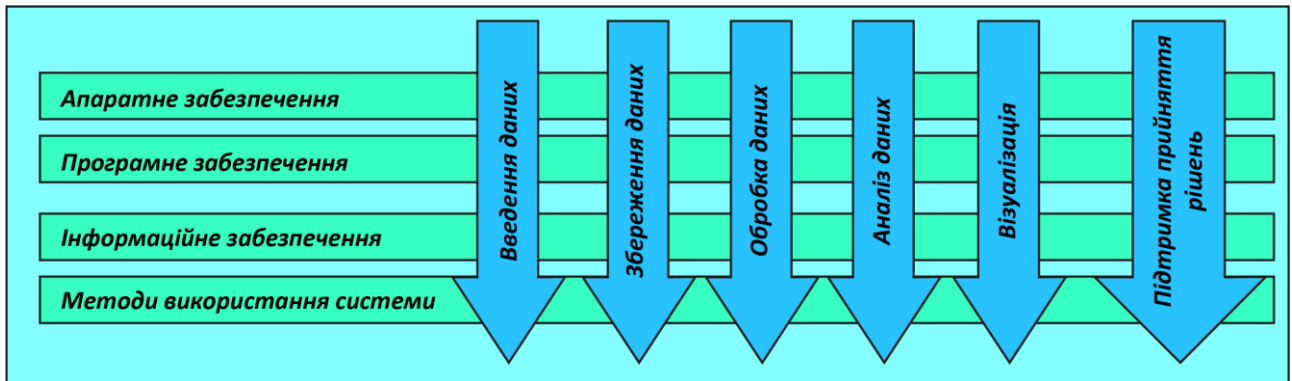 Апаратне забезпечення
Програмне забезпечення
Інформаційне забезпечення
Методи використання системи
Введення даних
Збереження даних
Обробка даних
Аналіз даних
Візуалізація
Підтримка прийняття
рішень